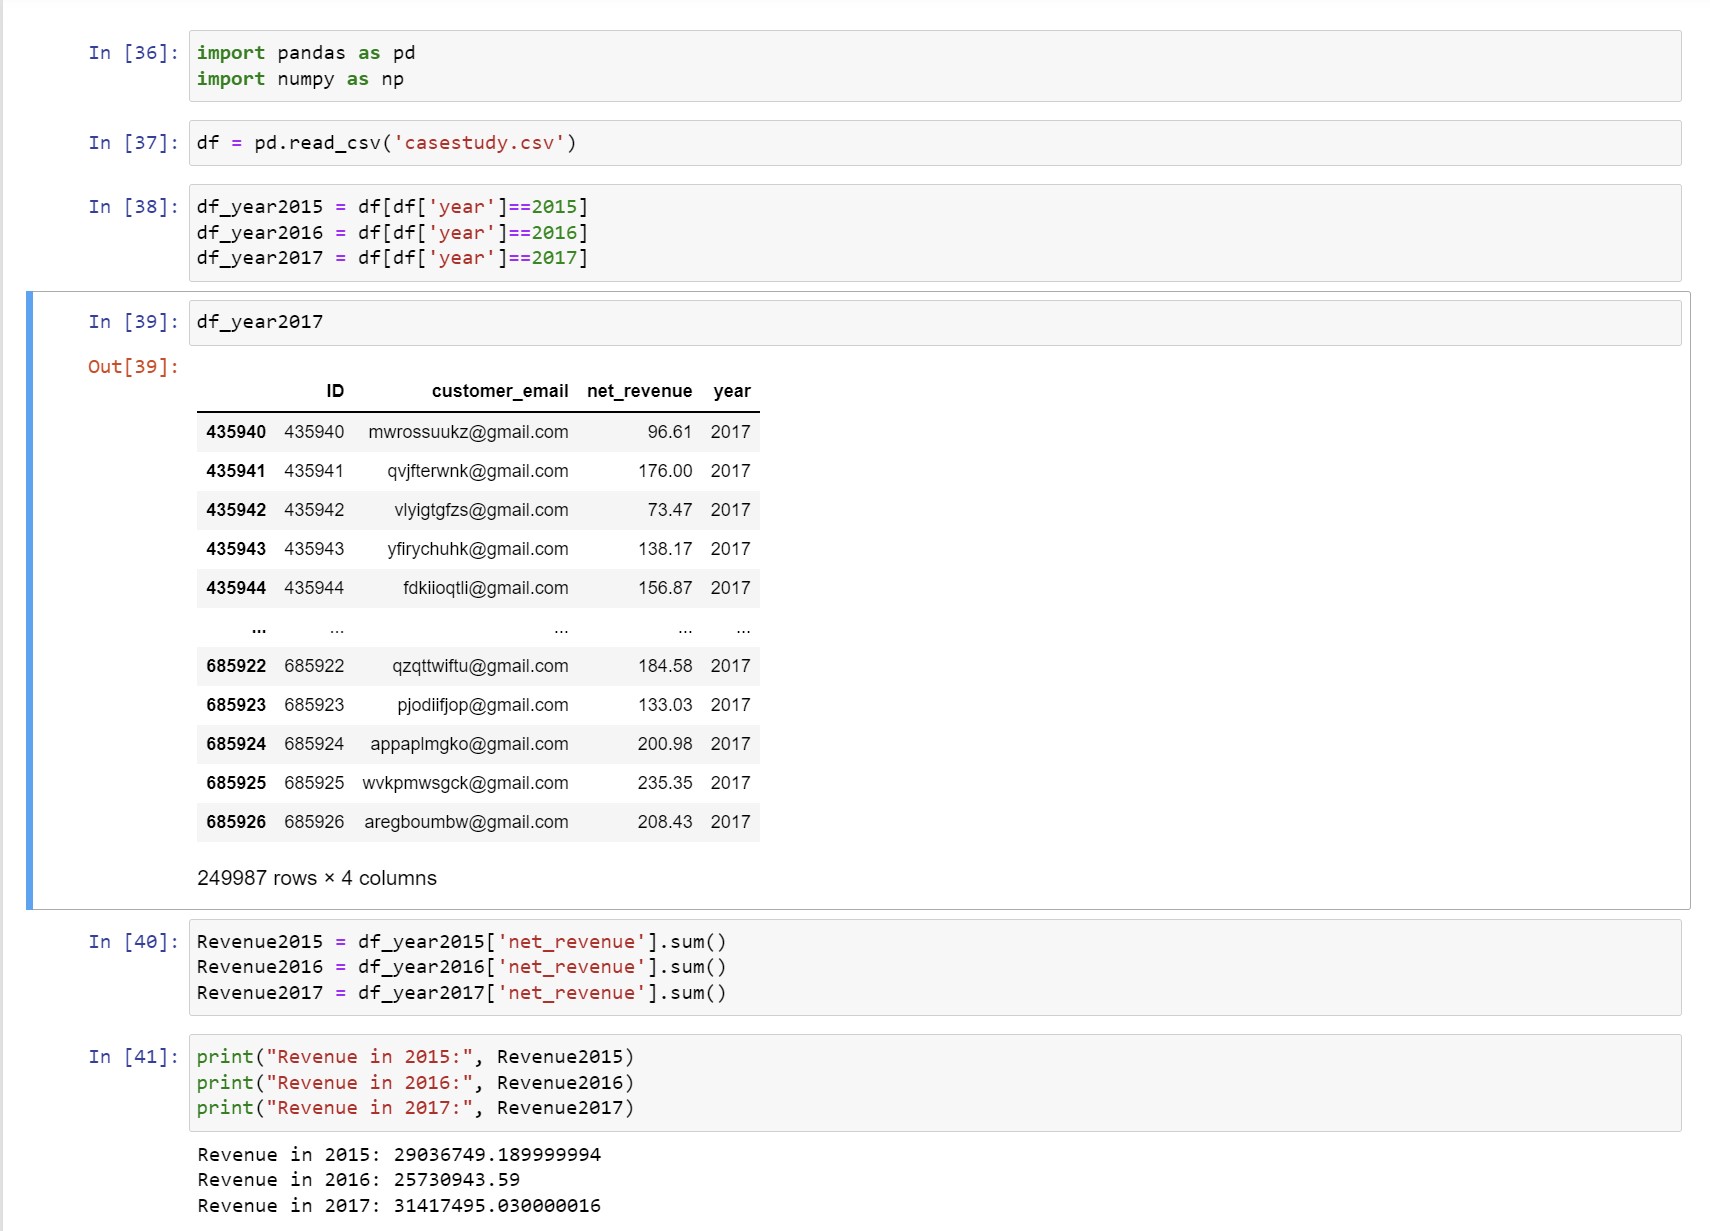 In [36]: import pandas as pd
import numpy as np
In [37]: df = pd.read_csv('casestudy.csv')
In [38]: df_year2015 = df[df['year']==2015]
df_year2016 = df[df['year']==2016]
df_year2017 = df[df['year']==2017]
In [39]: df_year2017
Out[39]:
ID customer_email net_revenue year
435940 435940 mwrossuukz@gmail.com 96.61 2017
435941 435941 qvjfterwnk@gmail.com 176.00 2017
435942 435942 vlyigtgfzs@gmail.com 73.47 2017
435943 435943 yfirychuhk@gmail.com 138.17 2017
435944 435944 fdkiioqtli@gmail.com 156.87 2017
... ... ... ... ...
685922 685922 qzqttwiftu@gmail.com 184.58 2017
685923 685923 pjodiifjop@gmail.com 133.03 2017
685924 685924 appaplmgko@gmail.com 200.98 2017
685925 685925 wvkpmwsgck@gmail.com 235.35 2017
685926 685926 aregboumbw@gmail.com 208.43 2017
249987 rows × 4 columns
In [40]: Revenue2015 = df_year2015['net_revenue'].sum()
Revenue2016 = df_year2016['net_revenue'].sum()
Revenue2017 = df_year2017['net_revenue'].sum()
In [41]: print("Revenue in 2015:", Revenue2015)
print("Revenue in 2016:", Revenue2016)
print("Revenue in 2017:", Revenue2017)
Revenue in 2015: 29036749.189999994
Revenue in 2016: 25730943.59
Revenue in 2017: 31417495.030000016